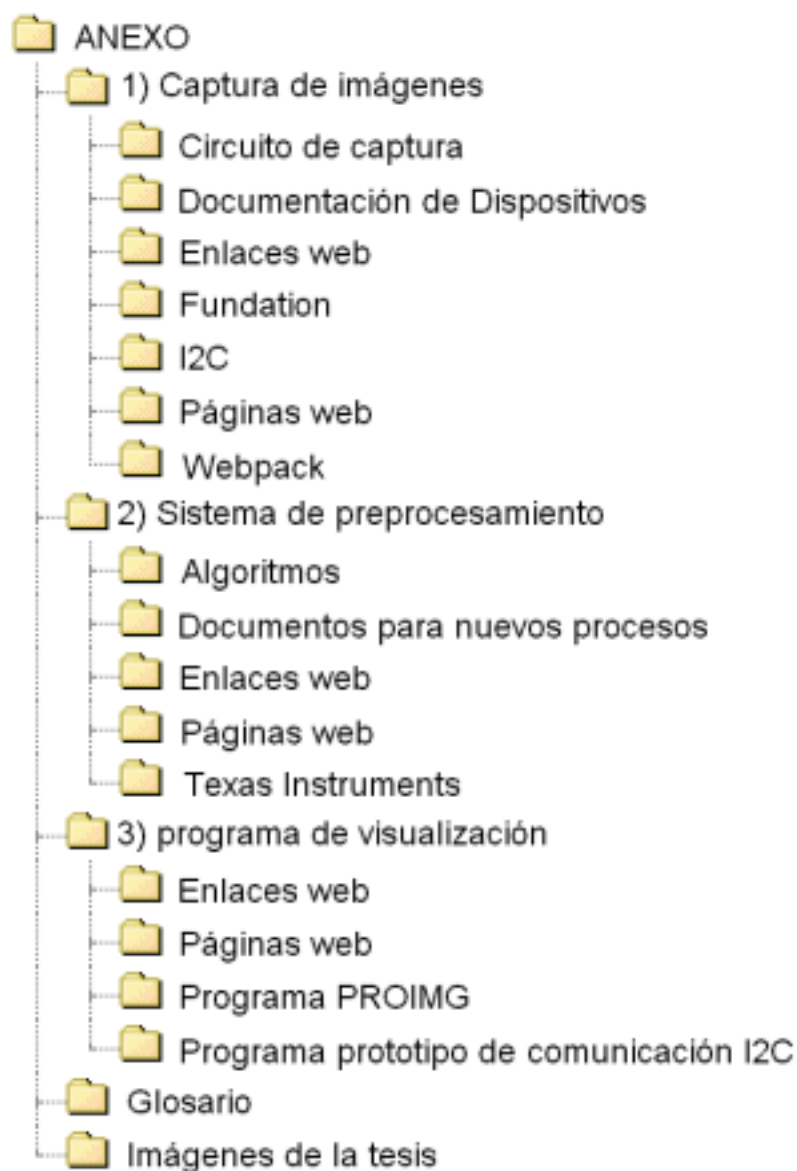 ANEXO
1) Captura de imágenes
Circuito de captura
Documentación de Dispositivos
Enlaces web
Fundation
I2C
Páginas web
Webpack
2) Sistema de preprocesamiento
Algoritmos
Documentos para nuevos procesos
Enlaces web
Páginas web
Texas Instruments
3) programa de visualización
Enlaces web
Páginas web
Programa PROIMG
Programa prototipo de comunicación I2C
Glosario
Imágenes de la tesis